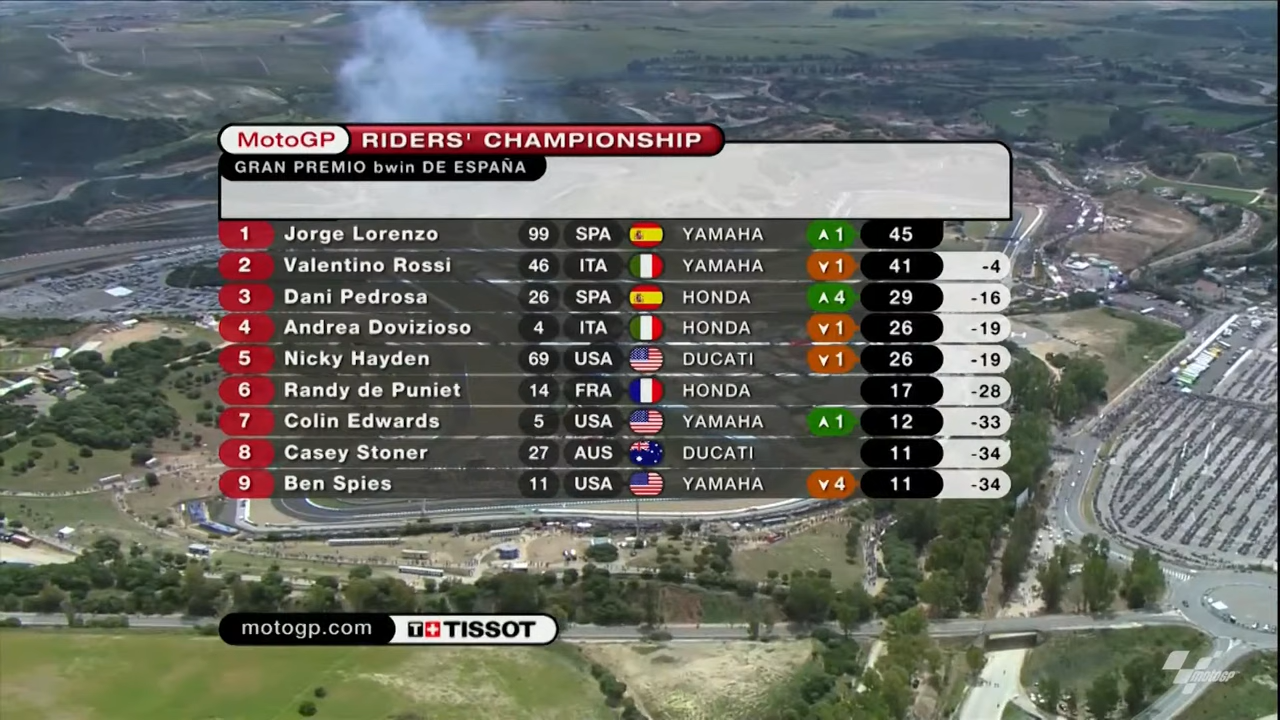 MotoGP RIDERS' CHAMPIONSHIP
GRAN PREMIO bwin DE ESPAÑA
1 Jorge Lorenzo 99 SPA YAMAHA 1 45
2 Valentino Rossi 46 ITA YAMAHA 1 41 -4
3 Dani Pedrosa 26 SPA HONDA 4 29 -16
4 Andrea Dovizioso 4 ITA HONDA 1 26 -19
5 Nicky Hayden 69 USA DUCATI 1 26 -19
6 Randy de Puniet 14 FRA HONDA 17 -28
7 Colin Edwards 5 USA YAMAHA 1 12 -33
8 Casey Stoner 27 AUS DUCATI 11 -34
9 Ben Spies 11 USA YAMAHA 4 11 -34
motogp.com T+ TISSOT
motoGP